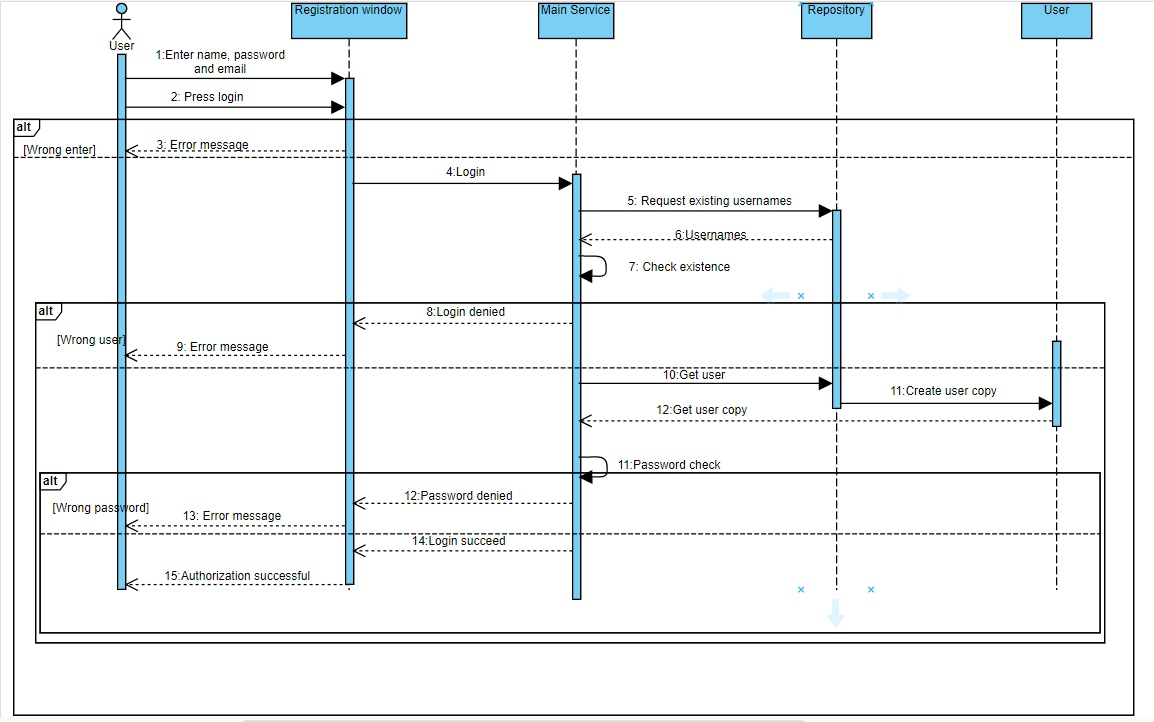 Registration window
Main Service
Repository
User
User
1:Enter name, password
and email
2: Press login
alt
[Wrong enter]
3: Error message
4:Login
5: Request existing usernames
6:Usernames
7: Check existence
alt
8:Login denied
[Wrong user]
9: Error message
10:Get user
11:Create user copy
12:Get user copy
11:Password check
alt
12:Password denied
[Wrong password]
13: Error message
14:Login succeed
15:Authorization successful